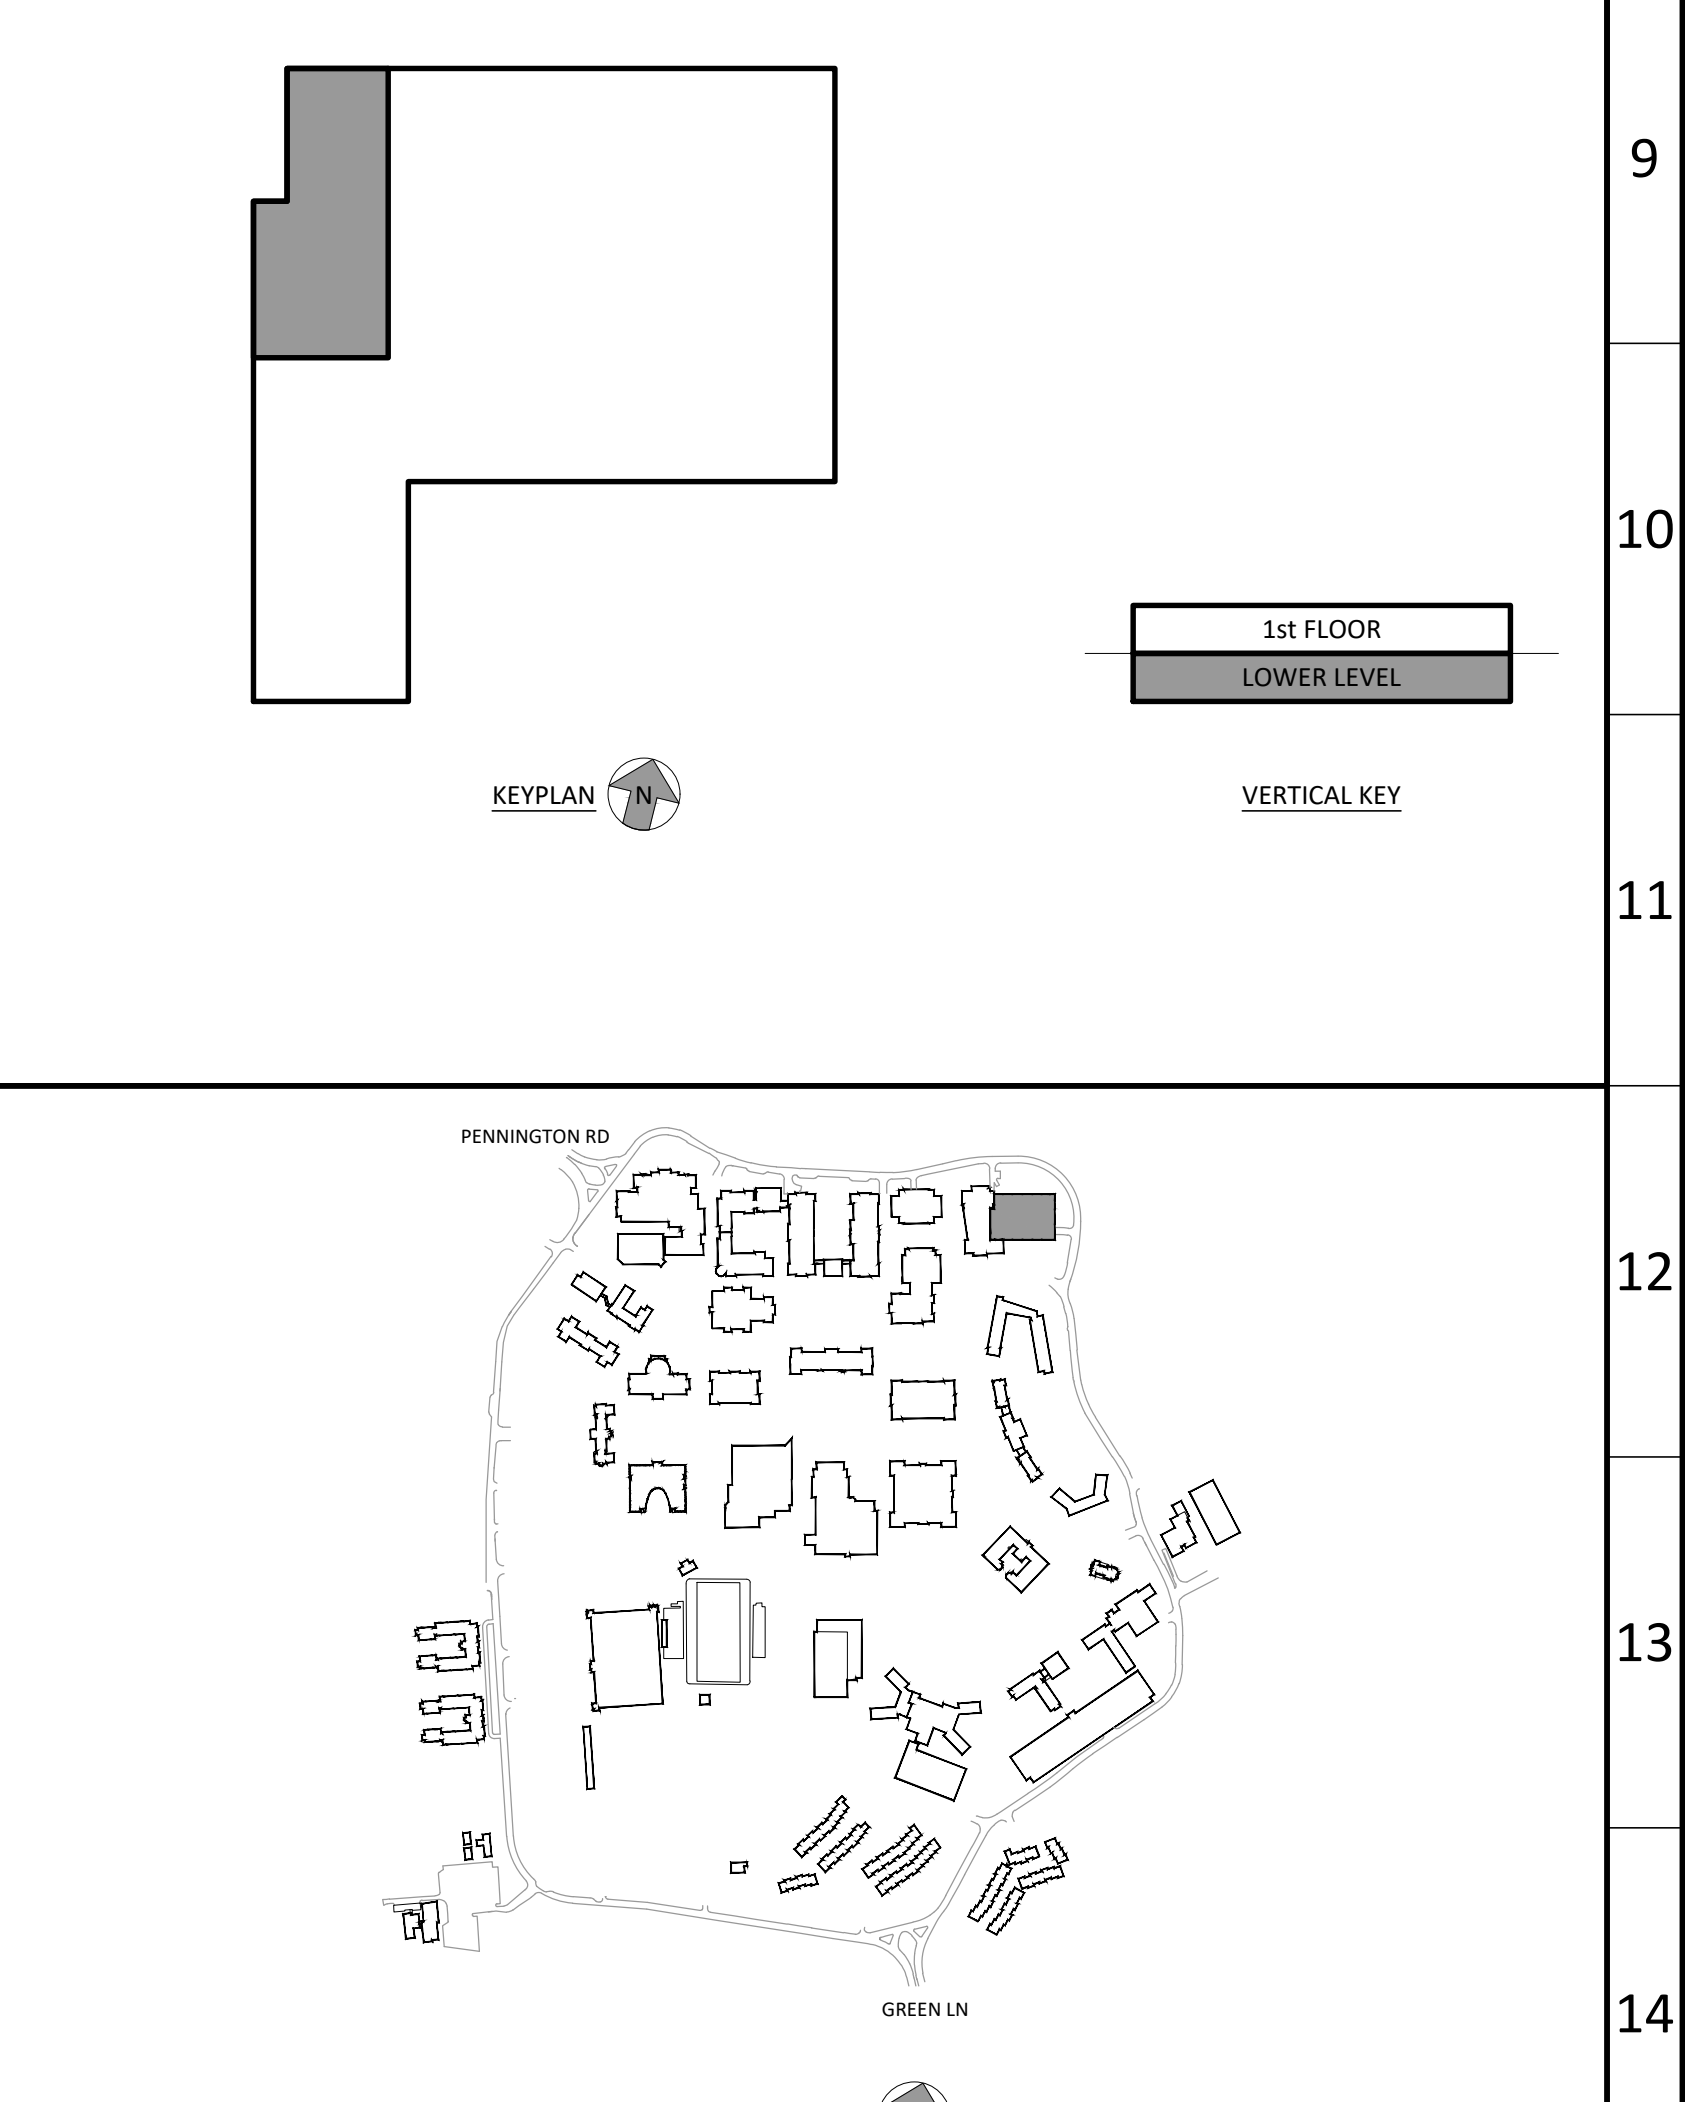 9
10
1st FLOOR
LOWER LEVEL
KEYPLAN
N
VERTICAL KEY
11
PENNINGTON RD
12
13
GREEN LN
14